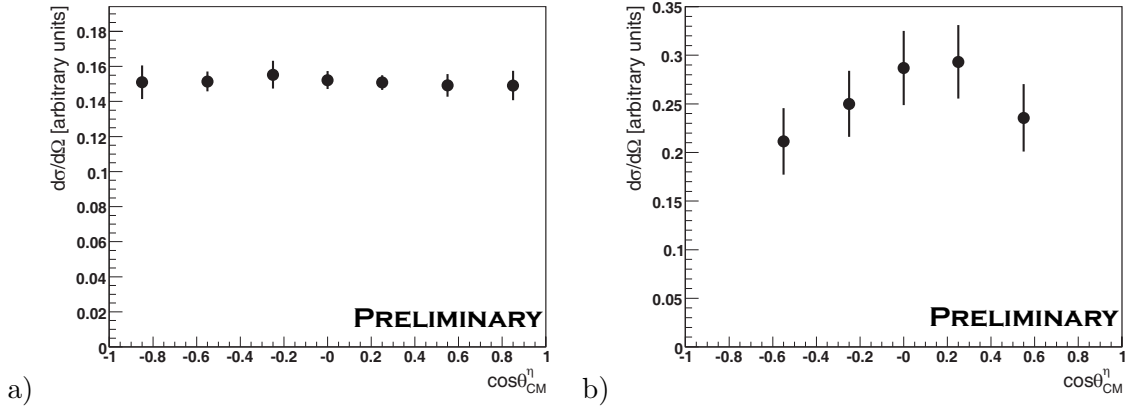 dσ/dΩ [arbitrary units]
0.18
0.16
0.14
0.12
0.1
0.08
0.06
0.04
0.02
0
-1 -0.8 -0.6 -0.4 -0.2 -0 0.2 0.4 0.6 0.8 1
PRELIMINARY
cosθ^η_CM
a)
dσ/dΩ [arbitrary units]
0.35
0.3
0.25
0.2
0.15
0.1
0.05
0
-1 -0.8 -0.6 -0.4 -0.2 -0 0.2 0.4 0.6 0.8 1
PRELIMINARY
cosθ^η_CM
b)